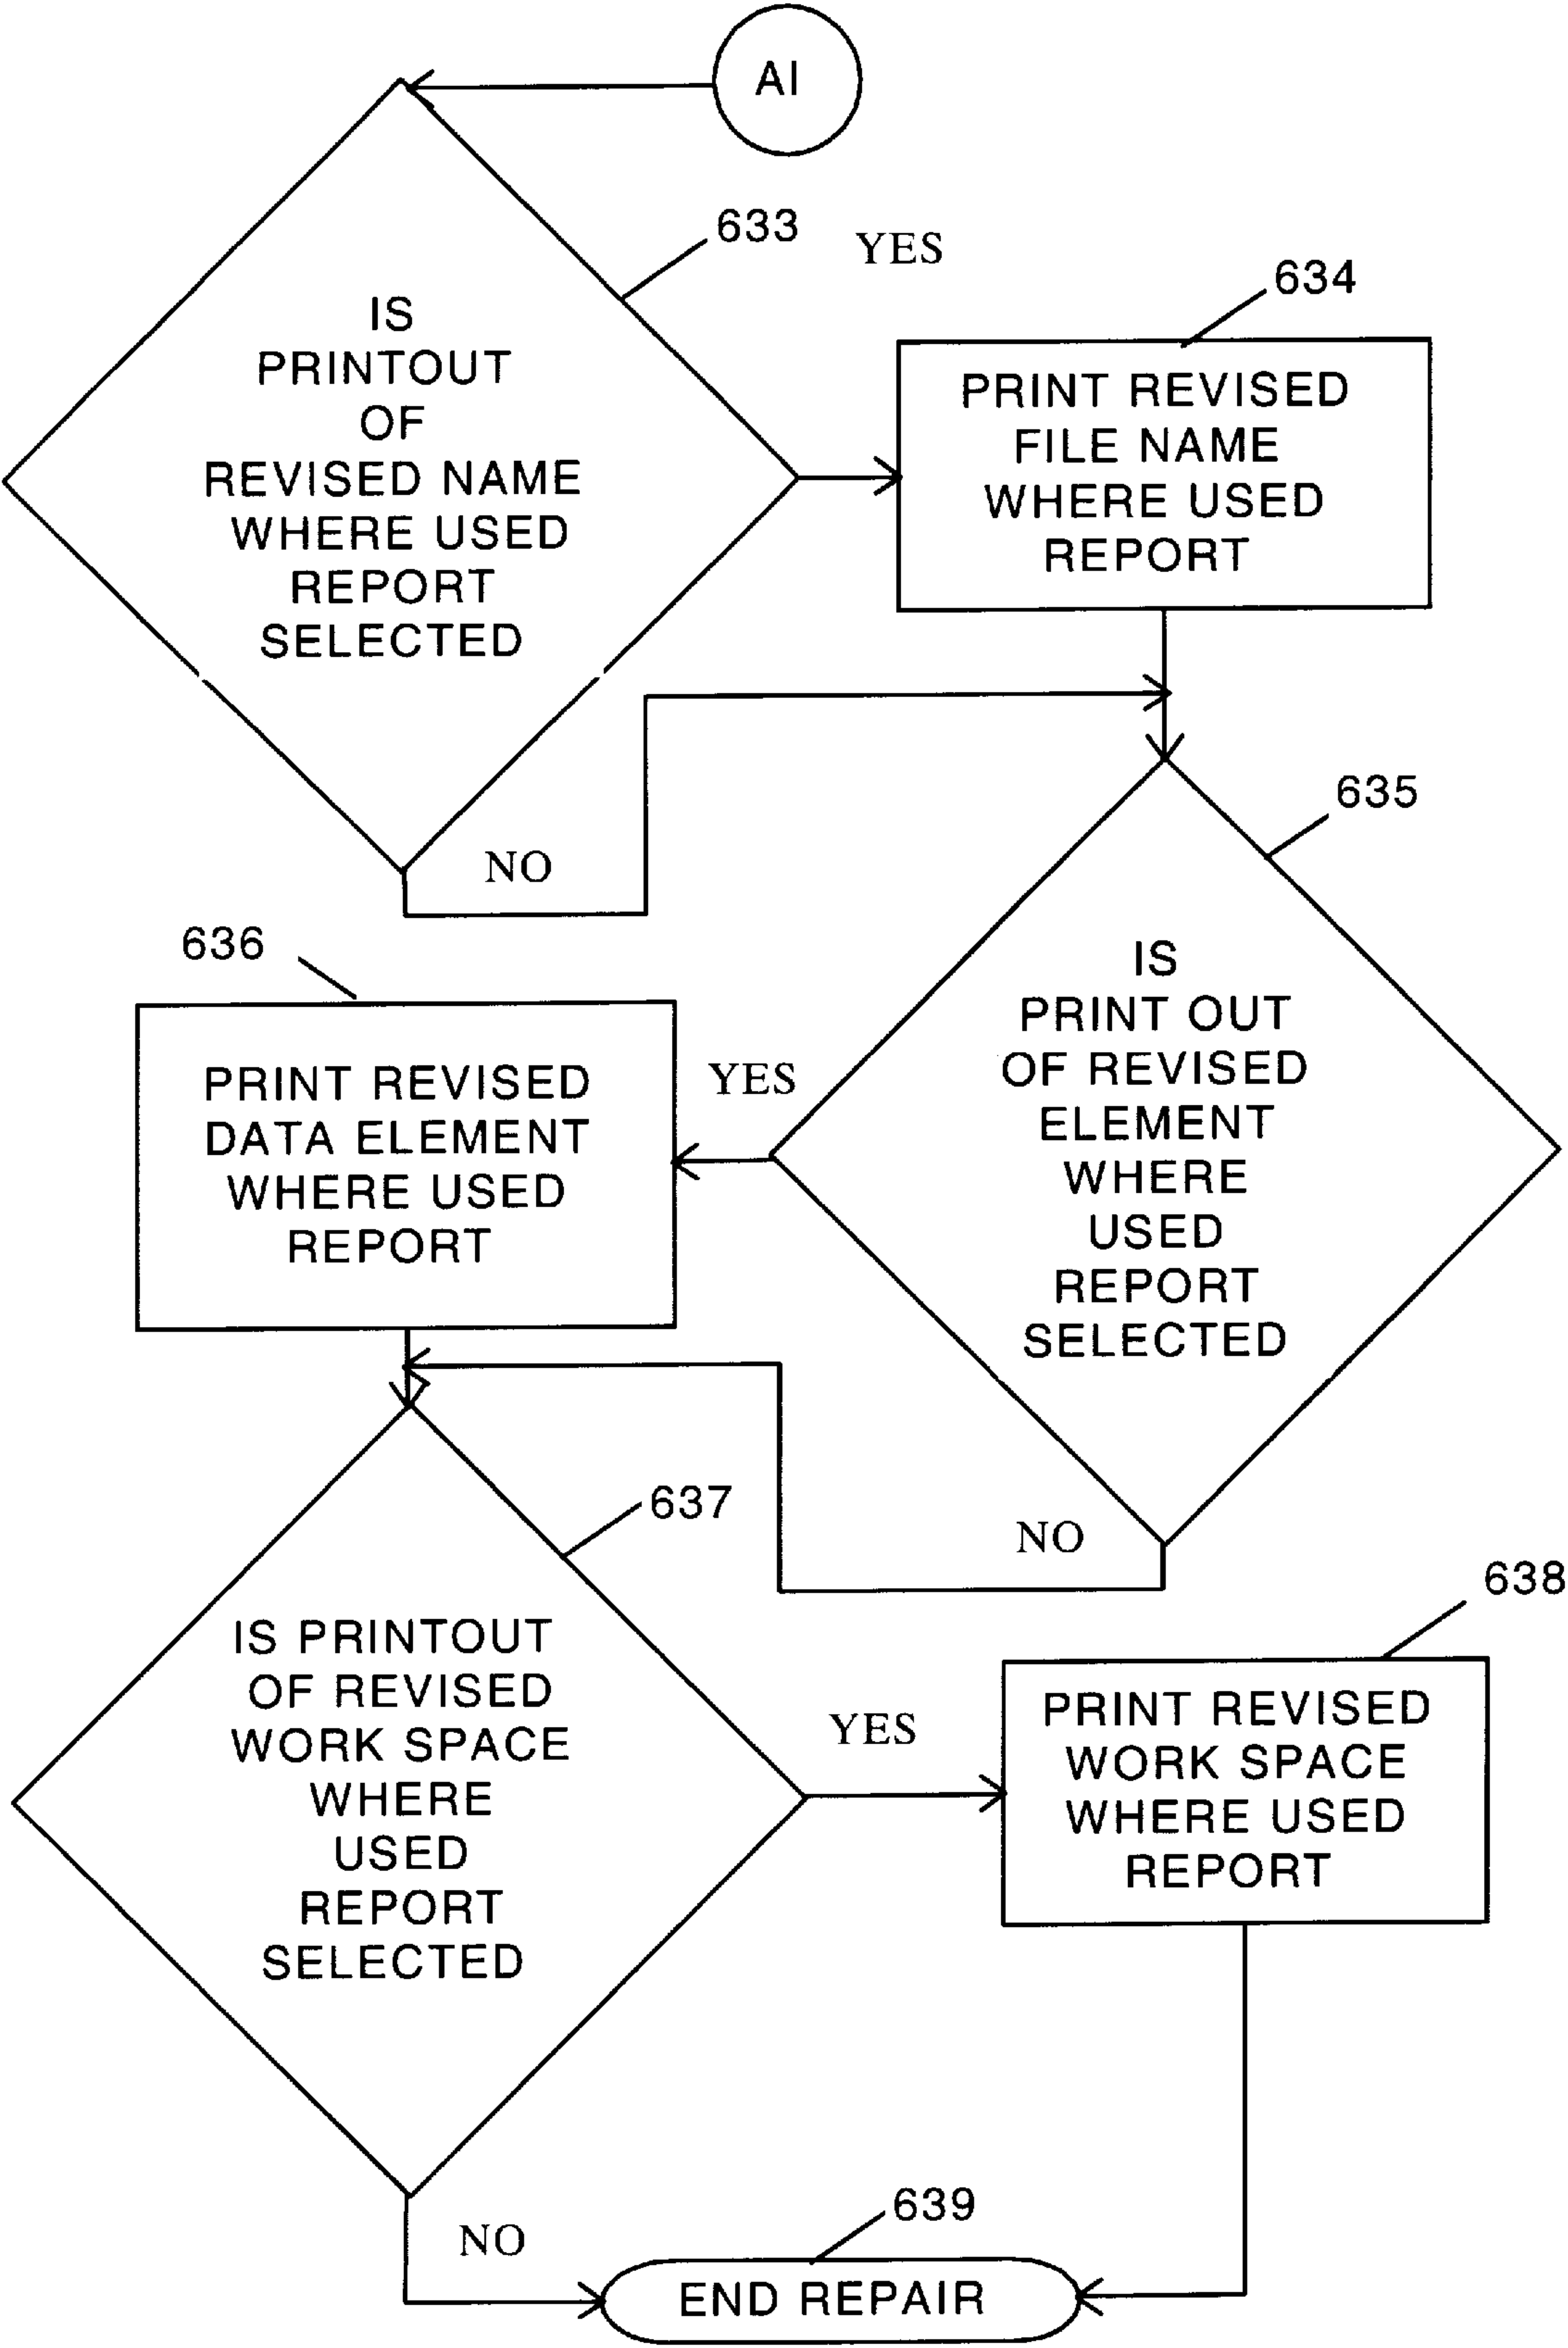 AI
633
YES
IS
PRINTOUT
OF
REVISED NAME
WHERE USED
REPORT
SELECTED
634
PRINT REVISED
FILE NAME
WHERE USED
REPORT
NO
635
IS
PRINT OUT
OF REVISED
ELEMENT
WHERE
USED
REPORT
SELECTED
YES
636
PRINT REVISED
DATA ELEMENT
WHERE USED
REPORT
NO
637
IS PRINTOUT
OF REVISED
WORK SPACE
WHERE
USED
REPORT
SELECTED
YES
638
PRINT REVISED
WORK SPACE
WHERE USED
REPORT
NO
639
END REPAIR